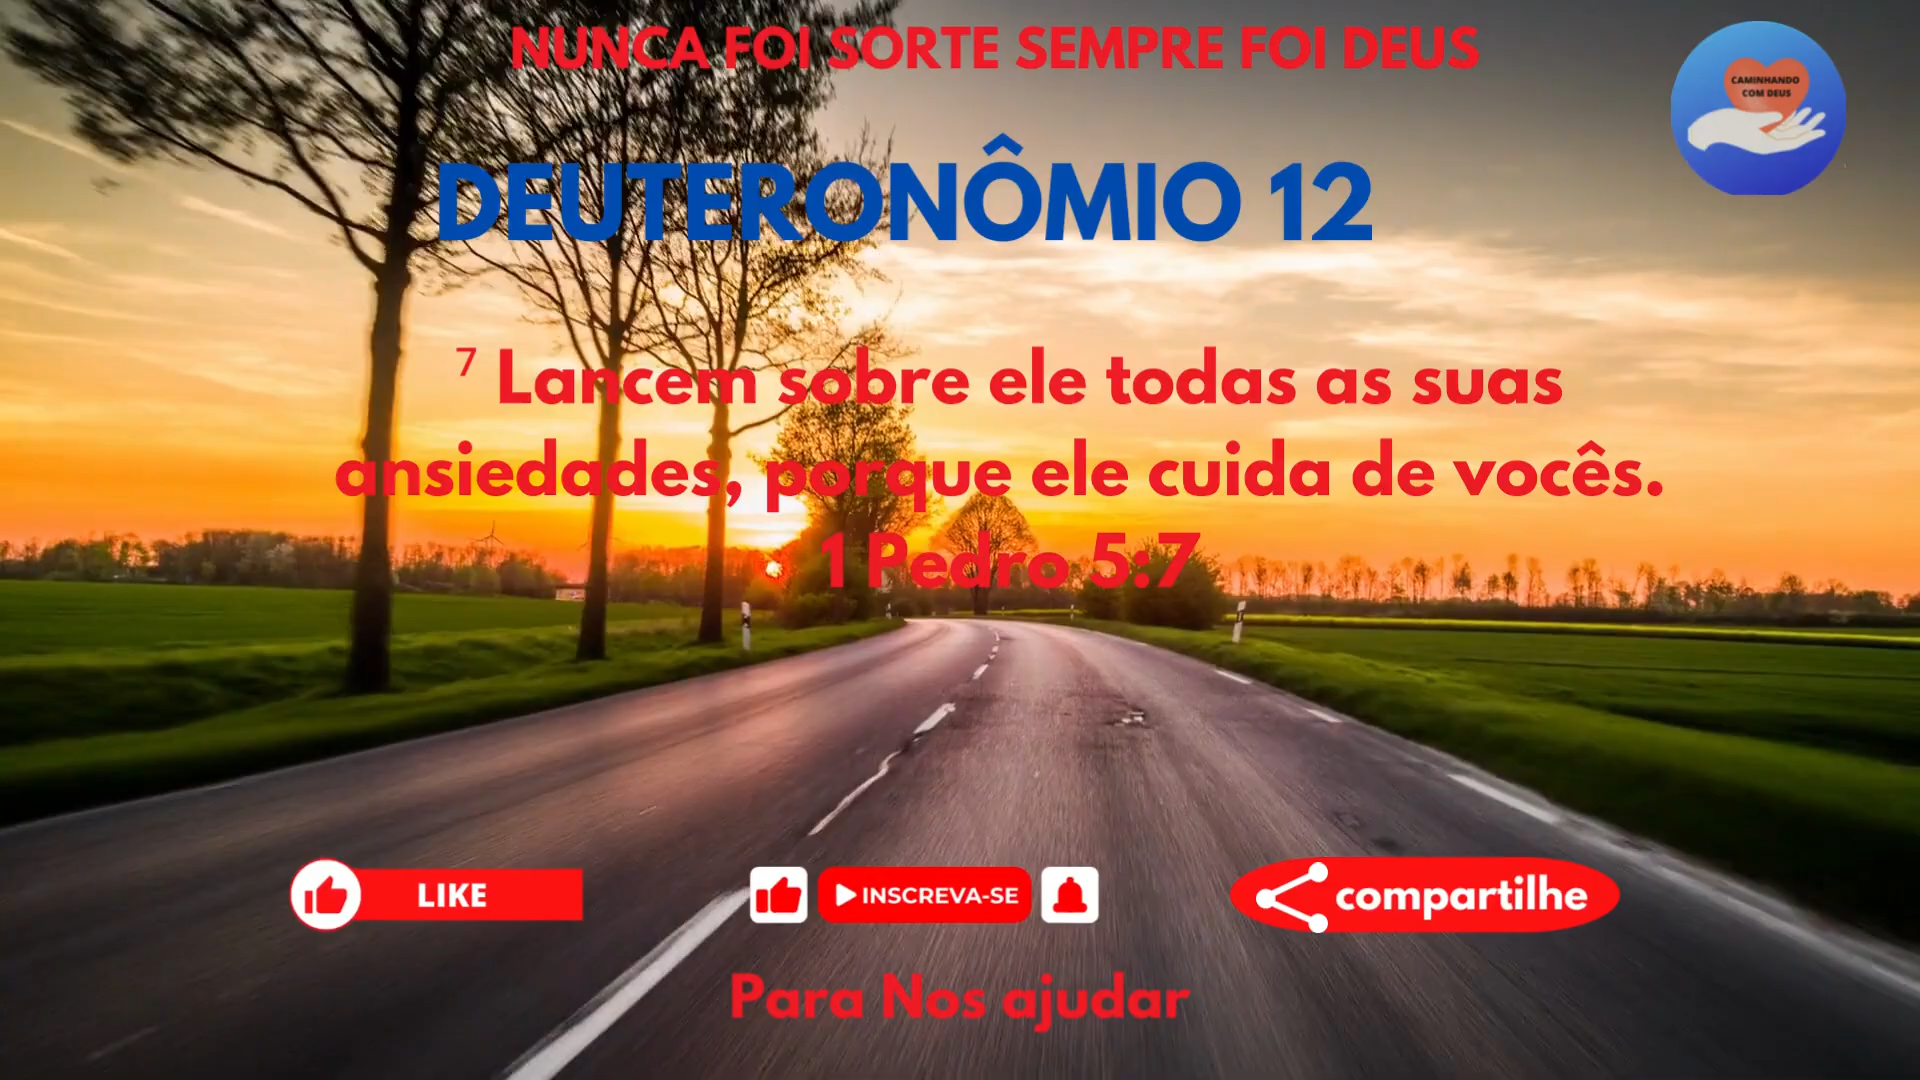 NUNCA FOI SORTE SEMPRE FOI DEUS
CAMINHANDO
COM DEUS
DEUTERONÔMIO 12
⁷ Lancem sobre ele todas as suas
ansiedades, porque ele cuida de vocês.
1 Pedro 5:7
LIKE
INSCREVA-SE
compartilhe
Para Nos ajudar